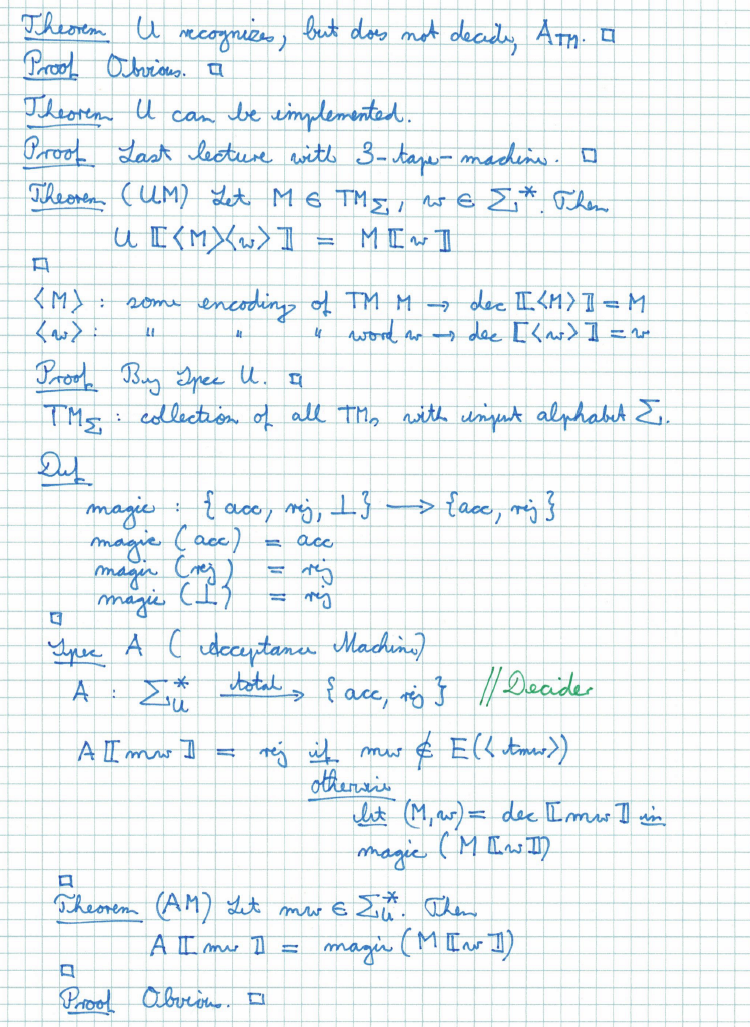 Theorem U recognizes, but does not decide, A_TM. □
Proof Obvious. □
Theorem U can be implemented.
Proof Last lecture with 3-tape-machine. □
Theorem (UM) Let M ∈ TM_Σ, w ∈ Σ*. Then
U ⟦⟨M⟩⟨w⟩⟧ = M⟦w⟧
□
⟨M⟩ : some encoding of TM M → dec ⟦⟨M⟩⟧ = M
⟨w⟩ : " " " word w → dec ⟦⟨w⟩⟧ = w
Proof By Spec U. □
TM_Σ : collection of all TMs with input alphabet Σ.
Def
magic : { acc, rej, ⊥ } ⟶ { acc, rej }
magic (acc) = acc
magic (rej) = rej
magic (⊥) = rej
□
Spec A ( Acceptance Machine)
A : Σ*_U total⟶ { acc, rej } // Decider
A⟦mw⟧ = rej if mw ∉ E(⟨tmw⟩)
otherwise
let (M,w) = dec ⟦mw⟧ in
magic (M⟦w⟧)
□
Theorem (AM) Let mw ∈ Σ*_U. Then
A⟦mw⟧ = magic (M⟦w⟧)
□
Proof Obvious. □